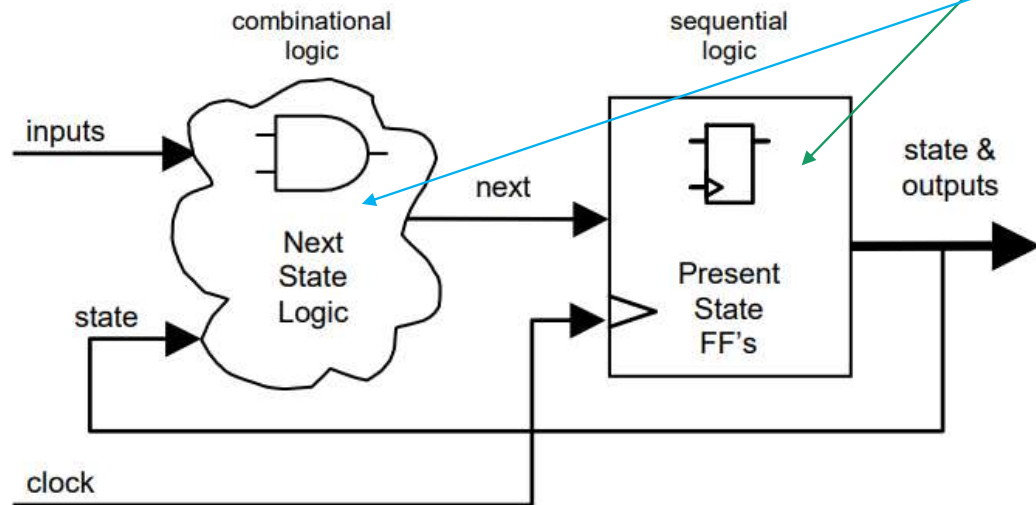 combinational
logic
sequential
logic
inputs
next
state &
outputs
Next
State
Logic
Present
State
FF's
state
clock